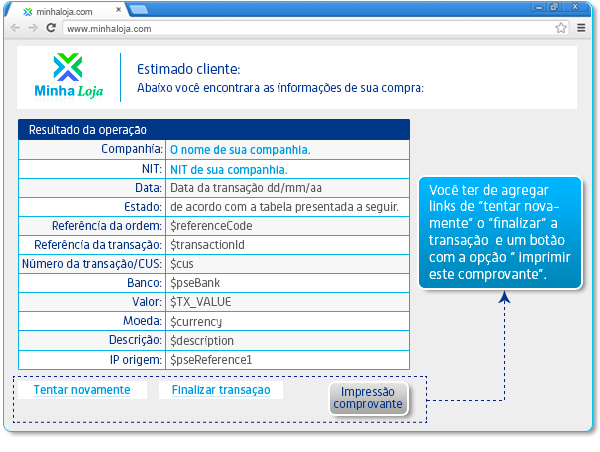 minhaloja.com
www.minhaloja.com
Minha Loja
Estimado cliente:
Abaixo você encontrara as informações de sua compra:
Resultado da operação
Companhia: O nome de sua companhia.
NIT: NIT de sua companhia.
Data: Data da transação dd/mm/aa
Estado: de acordo com a tabela presentada a seguir.
Referência da ordem: $referenceCode
Referência da transação: $transactionId
Número da transação/CUS: $cus
Banco: $pseBank
Valor: $TX_VALUE
Moeda: $currency
Descrição: $description
IP origem: $pseReference1
Você ter de agregar
links de "tentar nova-
mente" o "finalizar" a
transação e um botão
com a opção " imprimir
este comprovante".
Tentar novamente
Finalizar transaçao
Impressão
comprovante